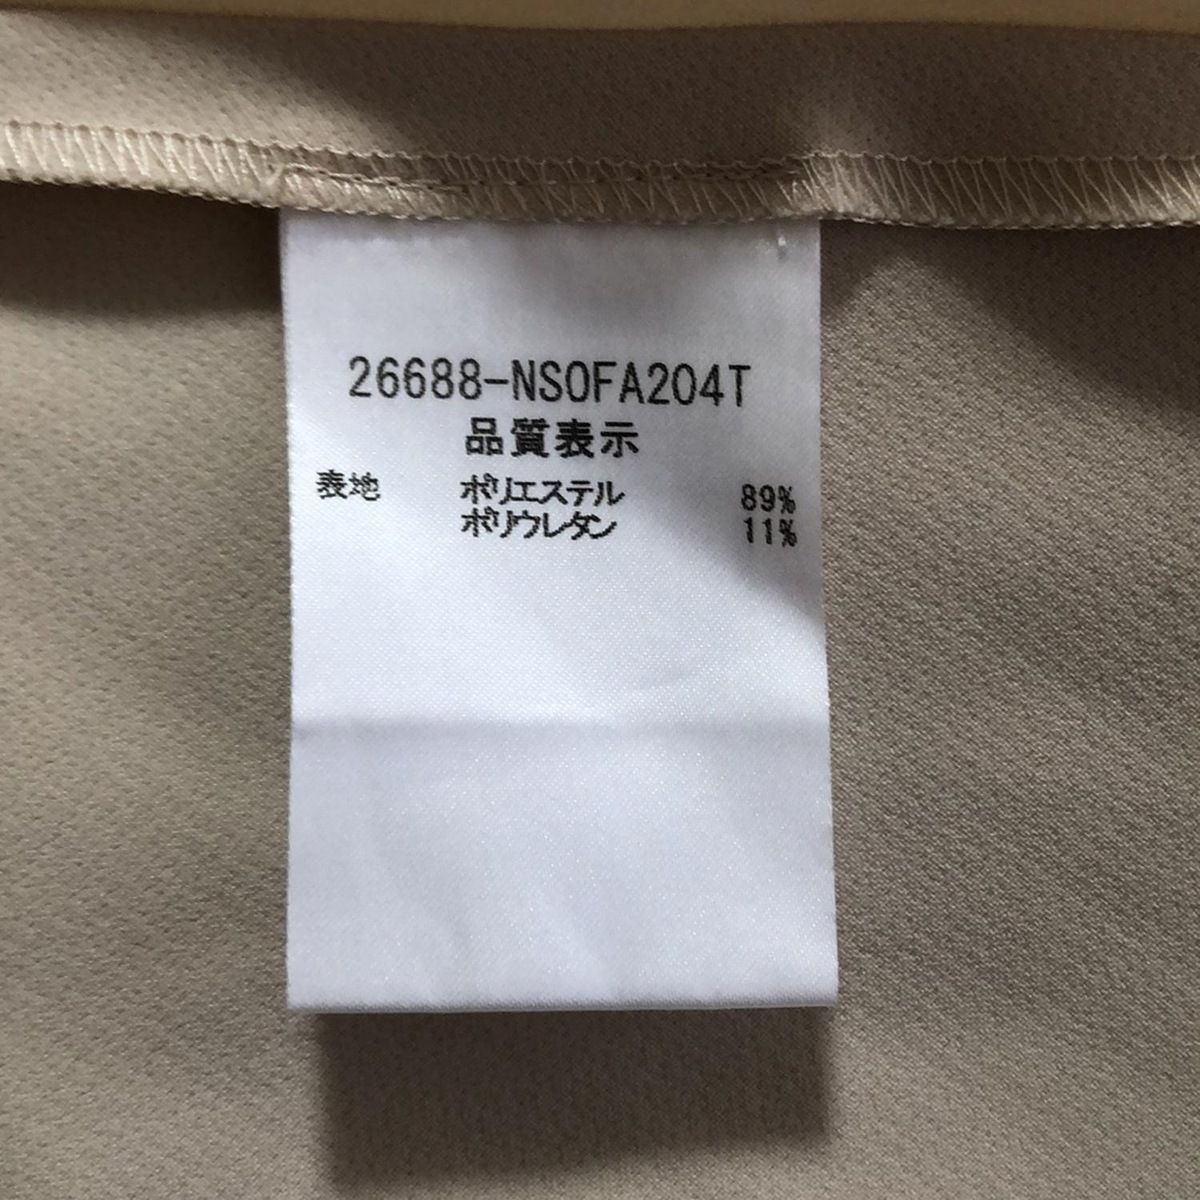 26688-NSOFA204T
品質表示
表地 ポリエステル 89%
ポリウレタン 11%